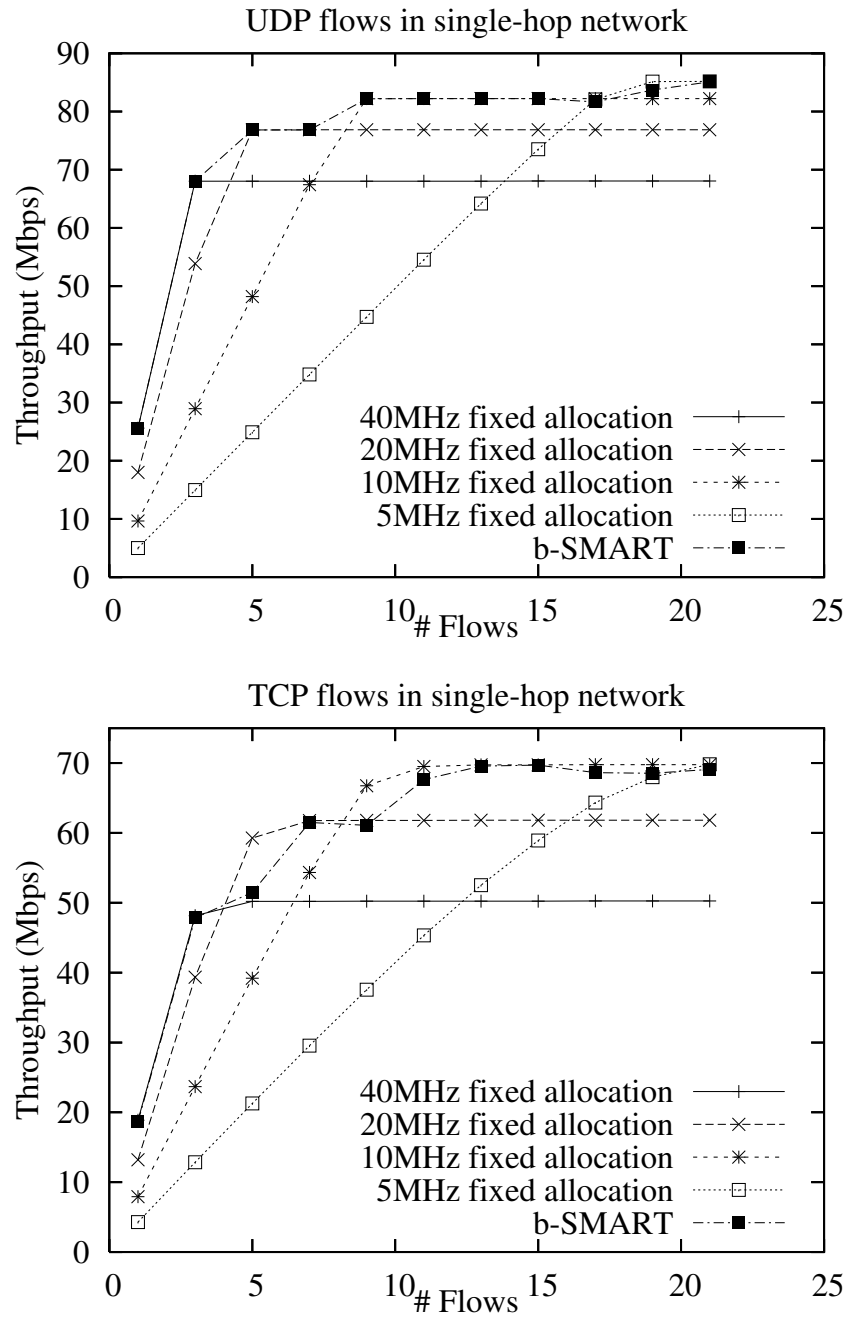 UDP flows in single-hop network
90
80
70
60
50
40
30
20
10
0
Throughput (Mbps)
40MHz fixed allocation
20MHz fixed allocation
10MHz fixed allocation
5MHz fixed allocation
b-SMART
0 5 10 15 20 25
# Flows
TCP flows in single-hop network
70
60
50
40
30
20
10
0
Throughput (Mbps)
40MHz fixed allocation
20MHz fixed allocation
10MHz fixed allocation
5MHz fixed allocation
b-SMART
0 5 10 15 20 25
# Flows